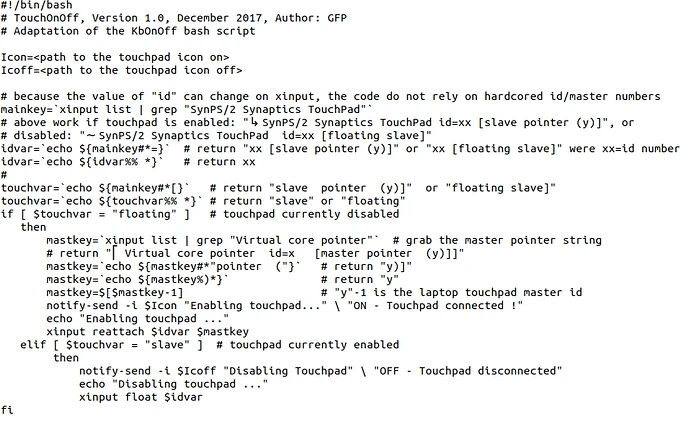 #!/bin/bash
# TouchOnOff, Version 1.0, December 2017, Author: GFP
# Adaptation of the KbOnOff bash script

Icon=<path to the touchpad icon on>
Icoff=<path to the touchpad icon off>

# because the value of "id" can change on xinput, the code do not rely on hardcored id/master numbers
mainkey=`xinput list | grep "SynPS/2 Synaptics TouchPad"`
# above work if touchpad is enabled: "↳SynPS/2 Synaptics TouchPad id=xx [slave pointer (y)]", or
# disabled: "~SynPS/2 Synaptics TouchPad  id=xx [floating slave]"
idvar=`echo ${mainkey#*=}`  # return "xx [slave pointer (y)]" or "xx [floating slave]" were xx=id number
idvar=`echo ${idvar%% *}`   # return xx
#
touchvar=`echo ${mainkey#*[}`   # return "slave  pointer  (y)]"  or "floating slave]"
touchvar=`echo ${touchvar%% *}` # return "slave" or "floating"
if [ $touchvar = "floating" ]   # touchpad currently disabled
   then
       mastkey=`xinput list | grep "Virtual core pointer"`  # grab the master pointer string
       # return "⎡ Virtual core pointer  id=x   [master pointer  (y)]]"
       mastkey=`echo ${mastkey#*"pointer  ("}`   # return "y)]"
       mastkey=`echo ${mastkey%)*}`              # return "y"
       mastkey=$[$mastkey-1]                     # "y"-1 is the laptop touchpad master id
       notify-send -i $Icon "Enabling touchpad..." \ "ON - Touchpad connected !"
       echo "Enabling touchpad ..."
       xinput reattach $idvar $mastkey
   elif [ $touchvar = "slave" ]  # touchpad currently enabled
        then
            notify-send -i $Icoff "Disabling Touchpad" \ "OFF - Touchpad disconnected"
            echo "Disabling touchpad ..."
            xinput float $idvar
fi